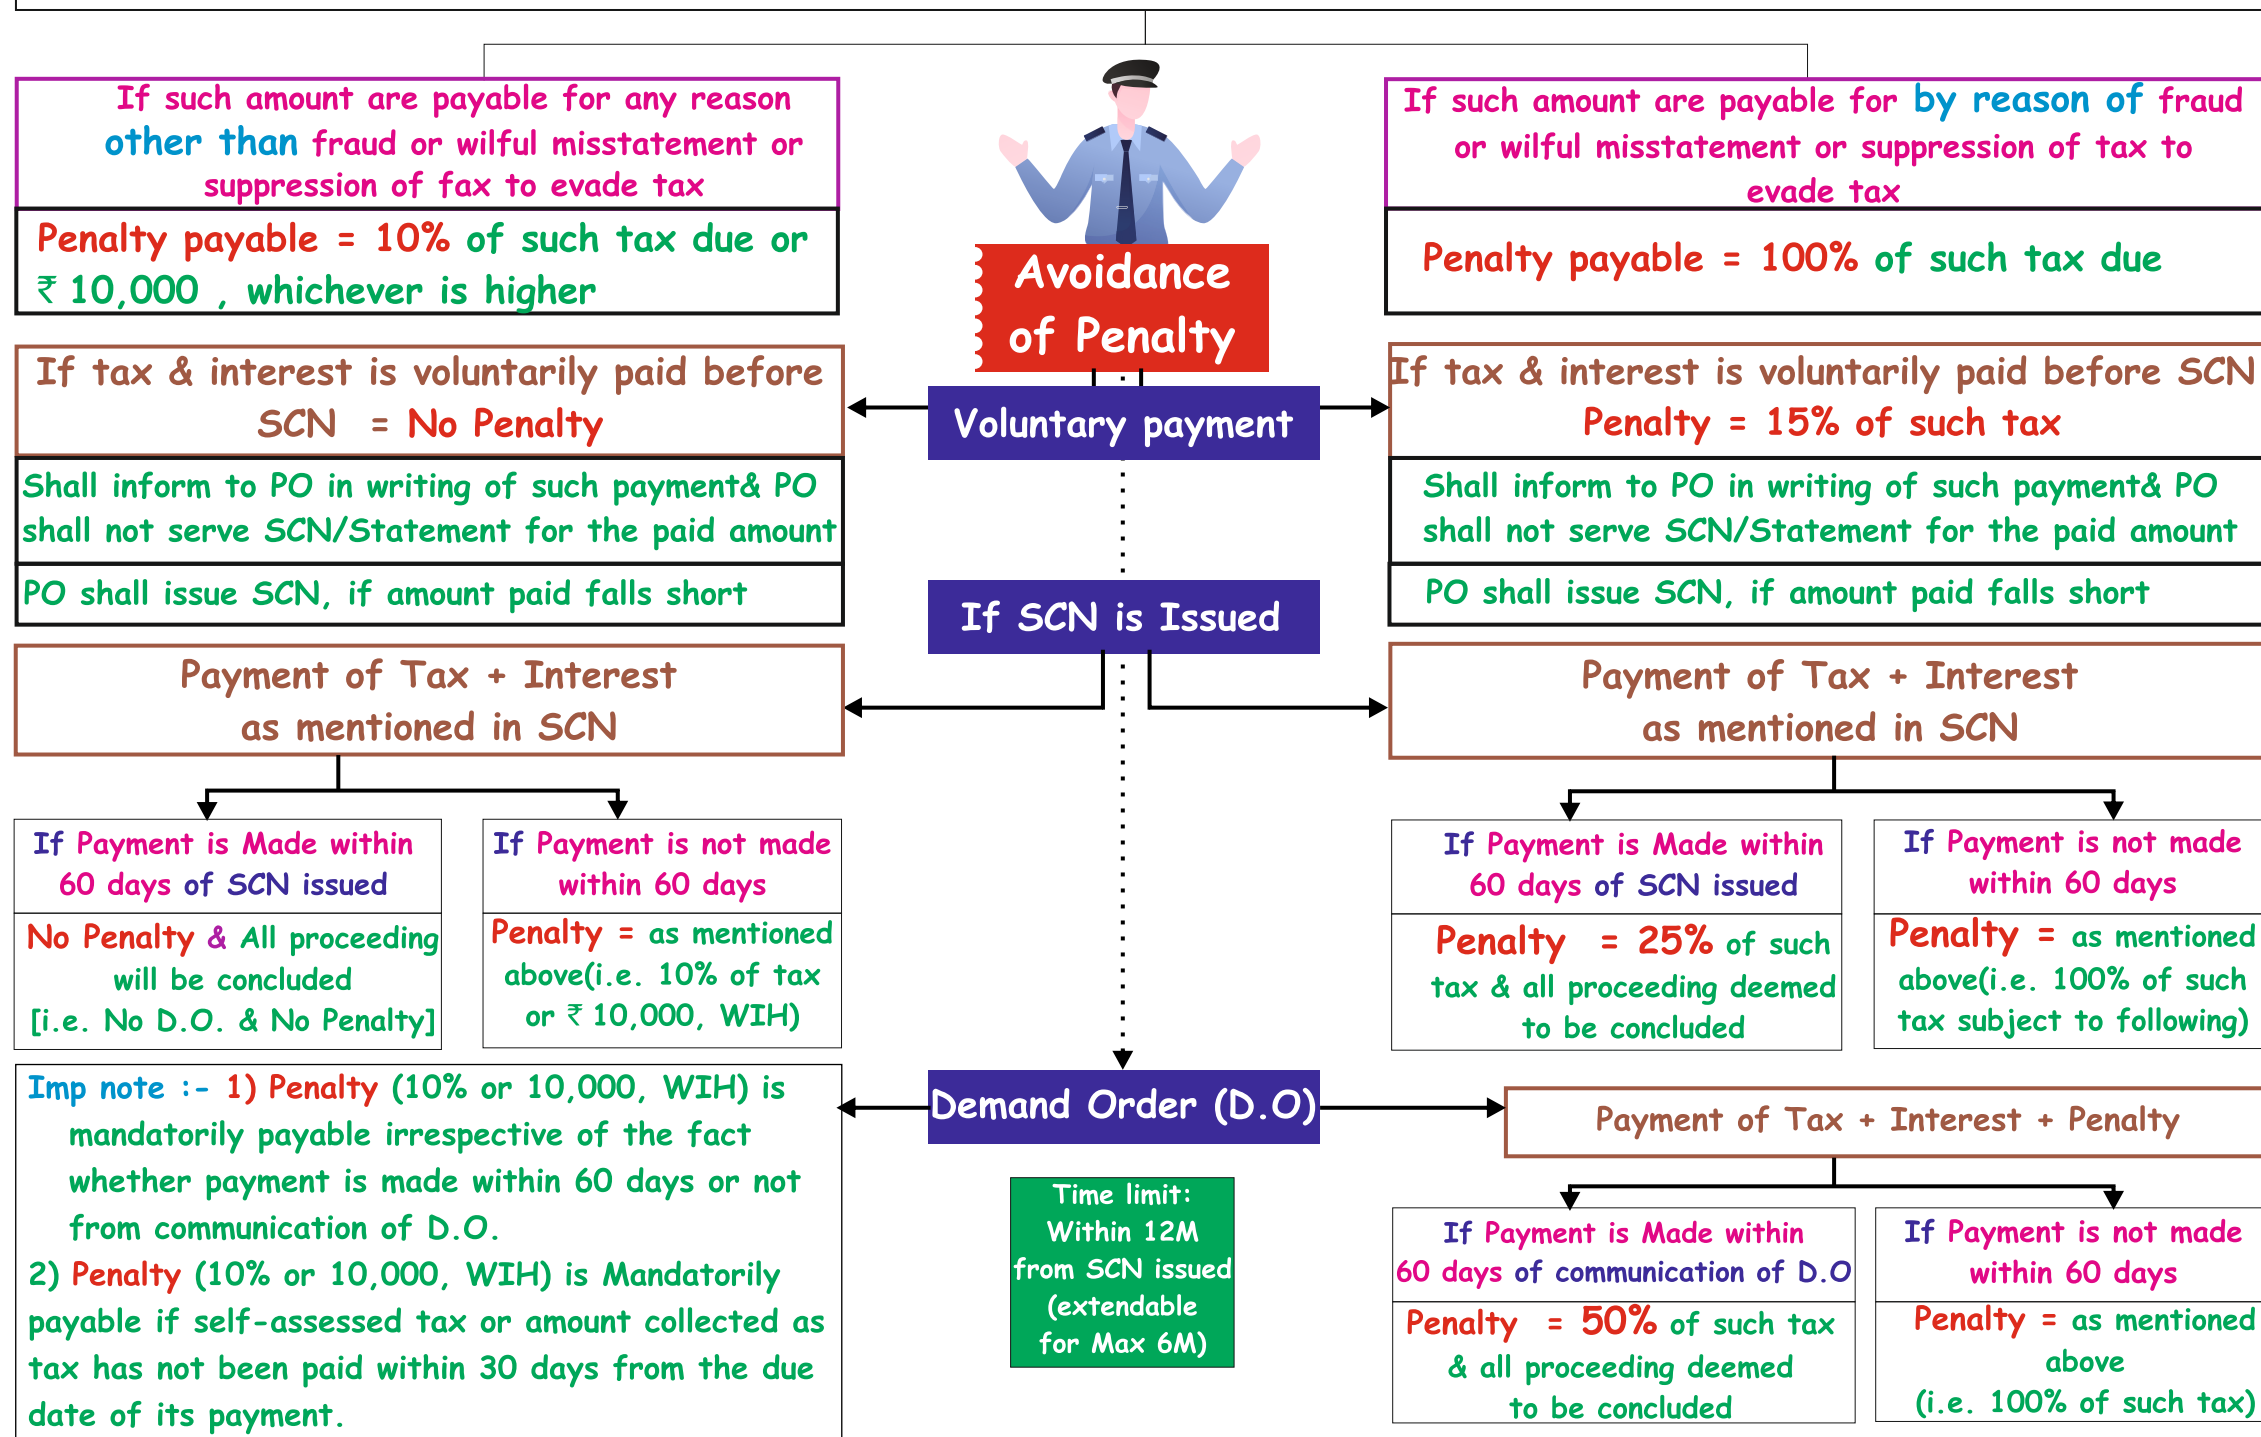 If such amount are payable for any reason
other than fraud or wilful misstatement or
suppression of fax to evade tax
Penalty payable = 10% of such tax due or
₹ 10,000 , whichever is higher
If such amount are payable for by reason of fraud
or wilful misstatement or suppression of tax to
evade tax
Penalty payable = 100% of such tax due
Avoidance
of Penalty
Voluntary payment
If tax & interest is voluntarily paid before
SCN = No Penalty
Shall inform to PO in writing of such payment& PO
shall not serve SCN/Statement for the paid amount
PO shall issue SCN, if amount paid falls short
If tax & interest is voluntarily paid before SCN
Penalty = 15% of such tax
Shall inform to PO in writing of such payment& PO
shall not serve SCN/Statement for the paid amount
PO shall issue SCN, if amount paid falls short
If SCN is Issued
Payment of Tax + Interest
as mentioned in SCN
If Payment is Made within
60 days of SCN issued
No Penalty & All proceeding
will be concluded
[i.e. No D.O. & No Penalty]
If Payment is not made
within 60 days
Penalty = as mentioned
above(i.e. 10% of tax
or ₹ 10,000, WIH)
Payment of Tax + Interest
as mentioned in SCN
If Payment is Made within
60 days of SCN issued
Penalty = 25% of such
tax & all proceeding deemed
to be concluded
If Payment is not made
within 60 days
Penalty = as mentioned
above(i.e. 100% of such
tax subject to following)
Demand Order (D.O)
Time limit:
Within 12M
from SCN issued
(extendable
for Max 6M)
Imp note :- 1) Penalty (10% or 10,000, WIH) is
mandatorily payable irrespective of the fact
whether payment is made within 60 days or not
from communication of D.O.
2) Penalty (10% or 10,000, WIH) is Mandatorily
payable if self-assessed tax or amount collected as
tax has not been paid within 30 days from the due
date of its payment.
Payment of Tax + Interest + Penalty
If Payment is Made within
60 days of communication of D.O
Penalty = 50% of such tax
& all proceeding deemed
to be concluded
If Payment is not made
within 60 days
Penalty = as mentioned
above
(i.e. 100% of such tax)